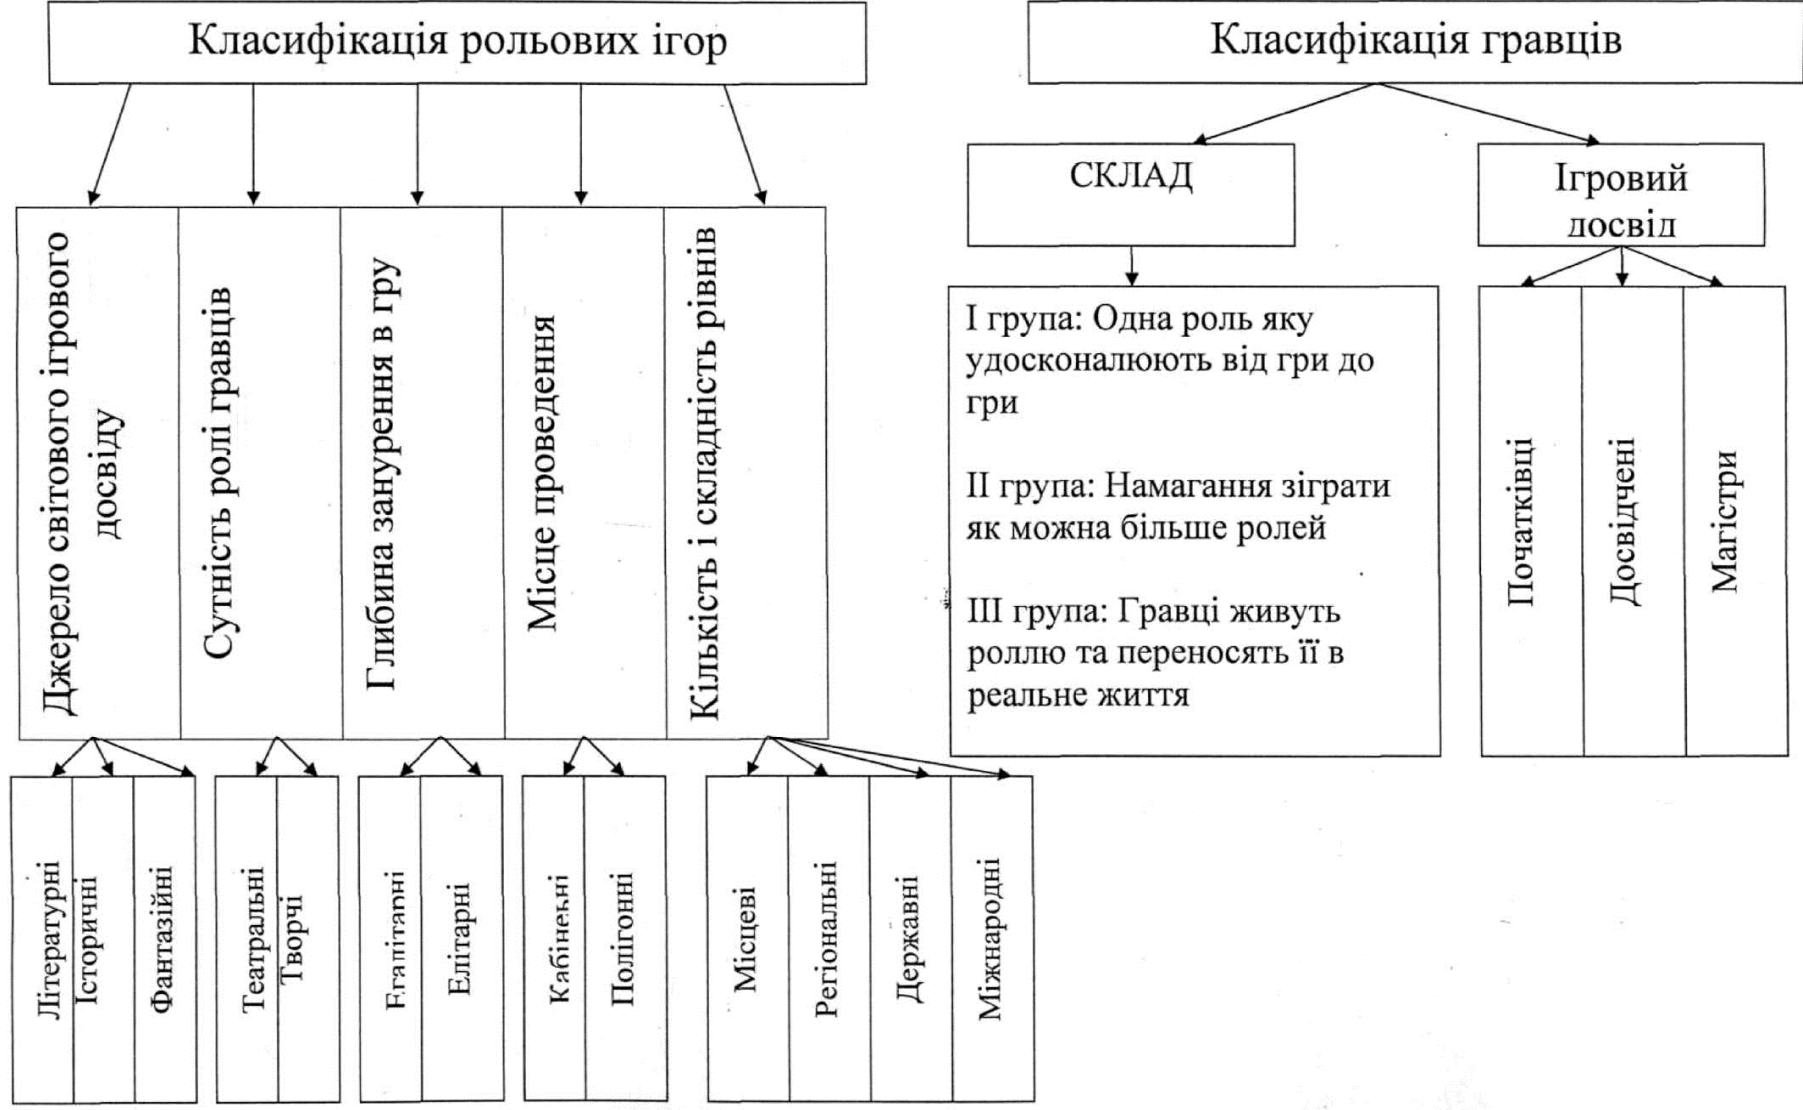 Класифікація рольових ігор
Джерело світового ігрового
досвіду
Сутність ролі гравців
Глибина занурення в гру
Місце проведення
Кількість і складність рівнів
Літературні
Історичні
Фантазійні
Театральні
Творчі
Егалітарні
Елітарні
Кабінетні
Полігонні
Місцеві
Регіональні
Державні
Міжнародні
Класифікація гравців
СКЛАД
І група: Одна роль яку
удосконалюють від гри до
гри
ІІ група: Намагання зіграти
як можна більше ролей
ІІІ група: Гравці живуть
роллю та переносять її в
реальне життя
Ігровий
досвід
Початківці
Досвідчені
Магістри